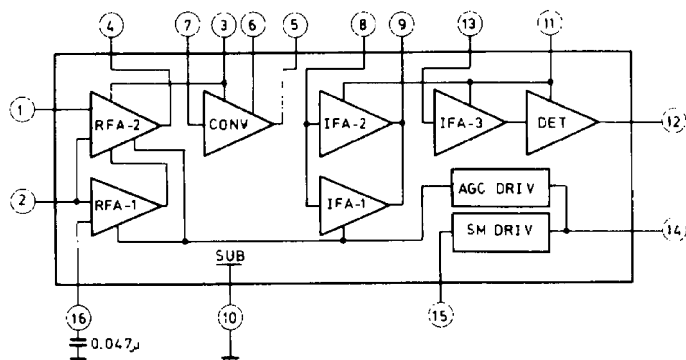 4 7 3 6 5 8 9 13 11
1 RFA-2 CONV IFA-2 IFA-3 DET 12
2 RFA-1 IFA-1 AGC DRIV
SM DRIV 14
SUB
16 10 15
0.047μ